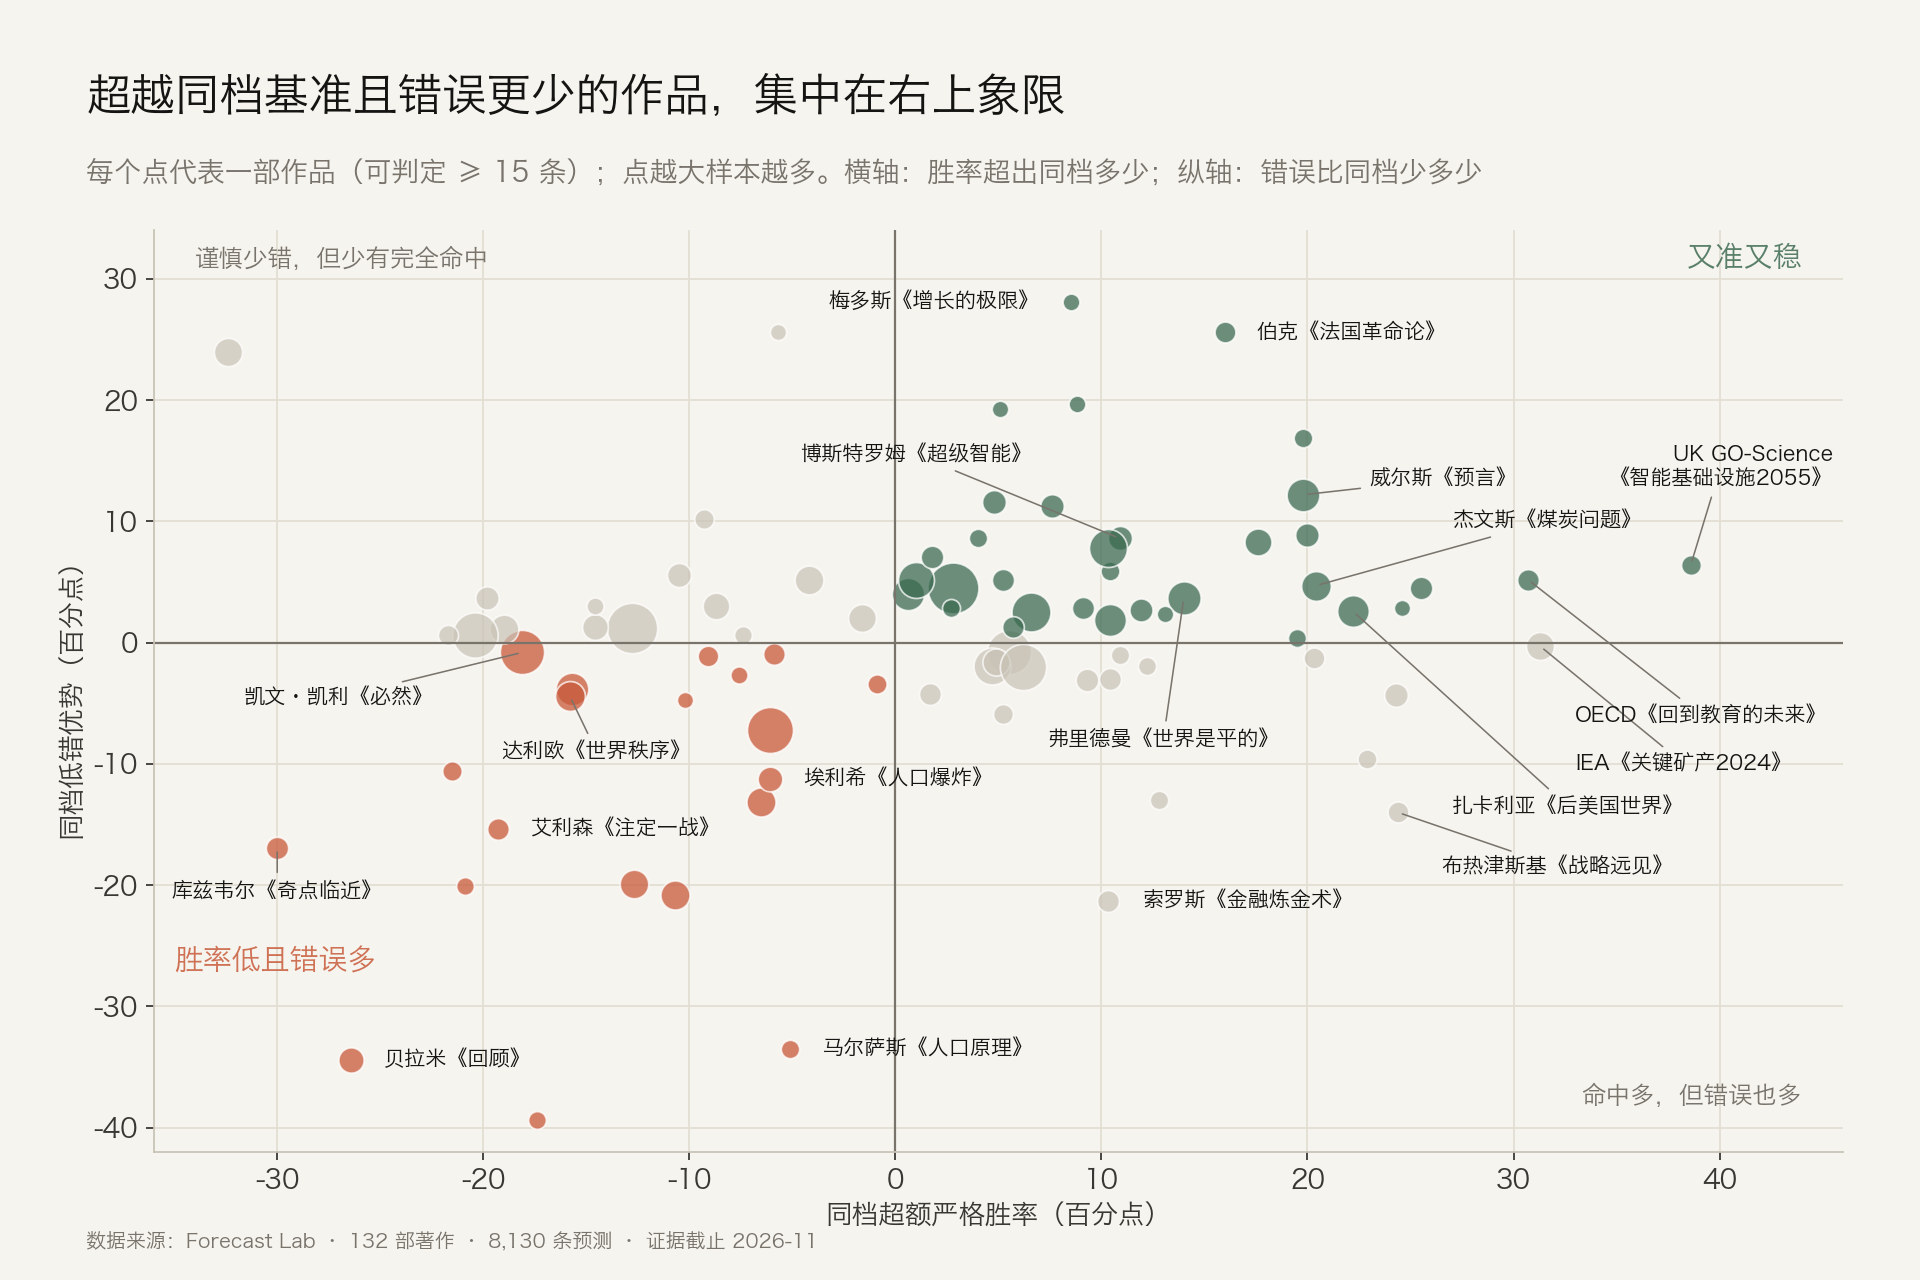 超越同档基准且错误更少的作品，集中在右上象限
每个点代表一部作品（可判定 ≥ 15 条）；点越大样本越多。横轴：胜率超出同档多少；纵轴：错误比同档少多少
谨慎少错，但少有完全命中
又准又稳
梅多斯《增长的极限》
伯克《法国革命论》
博斯特罗姆《超级智能》
威尔斯《预言》
UK GO-Science
《智能基础设施2055》
杰文斯《煤炭问题》
凯文·凯利《必然》
达利欧《世界秩序》
弗里德曼《世界是平的》
OECD《回到教育的未来》
IEA《关键矿产2024》
埃利希《人口爆炸》
扎卡利亚《后美国世界》
艾利森《注定一战》
布热津斯基《战略远见》
库兹韦尔《奇点临近》
索罗斯《金融炼金术》
胜率低且错误多
贝拉米《回顾》
马尔萨斯《人口原理》
命中多，但错误也多
同档低错优势（百分点）
30
20
10
0
-10
-20
-30
-40
-30
-20
-10
0
10
20
30
40
同档超额严格胜率（百分点）
数据来源：Forecast Lab · 132 部著作 · 8,130 条预测 · 证据截止 2026-11